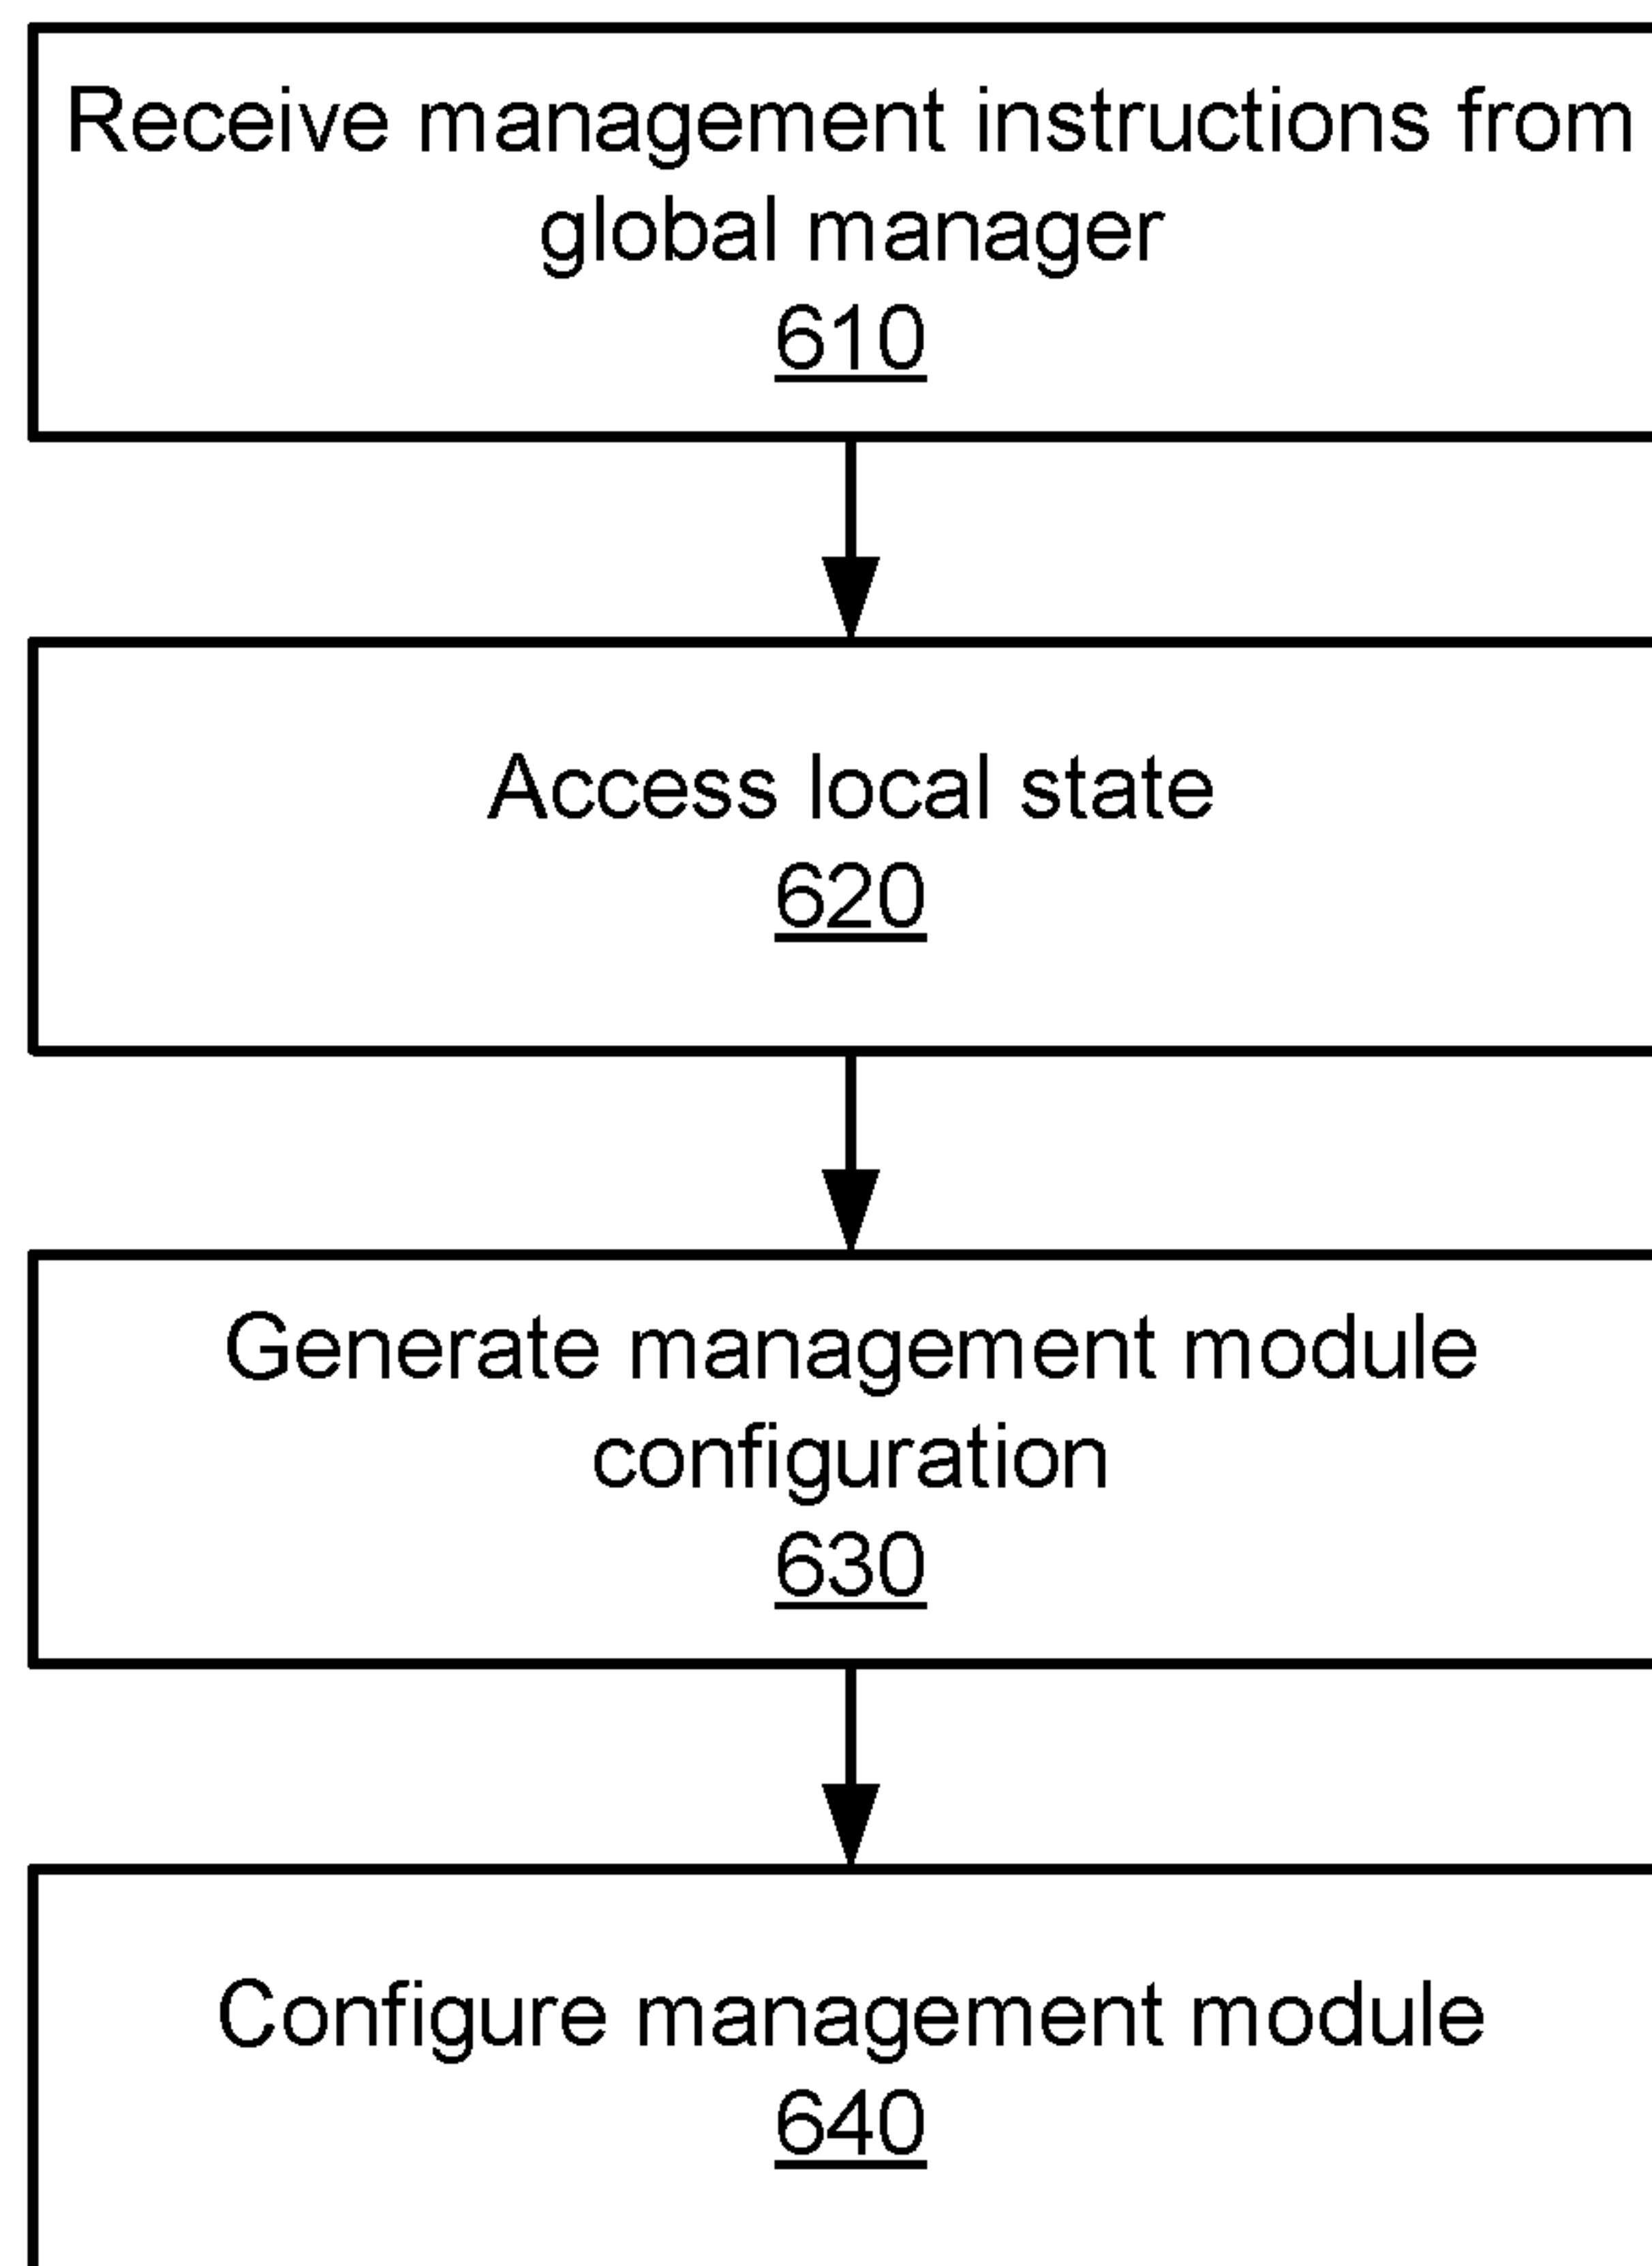 Receive management instructions from
global manager
610
Access local state
620
Generate management module
configuration
630
Configure management module
640